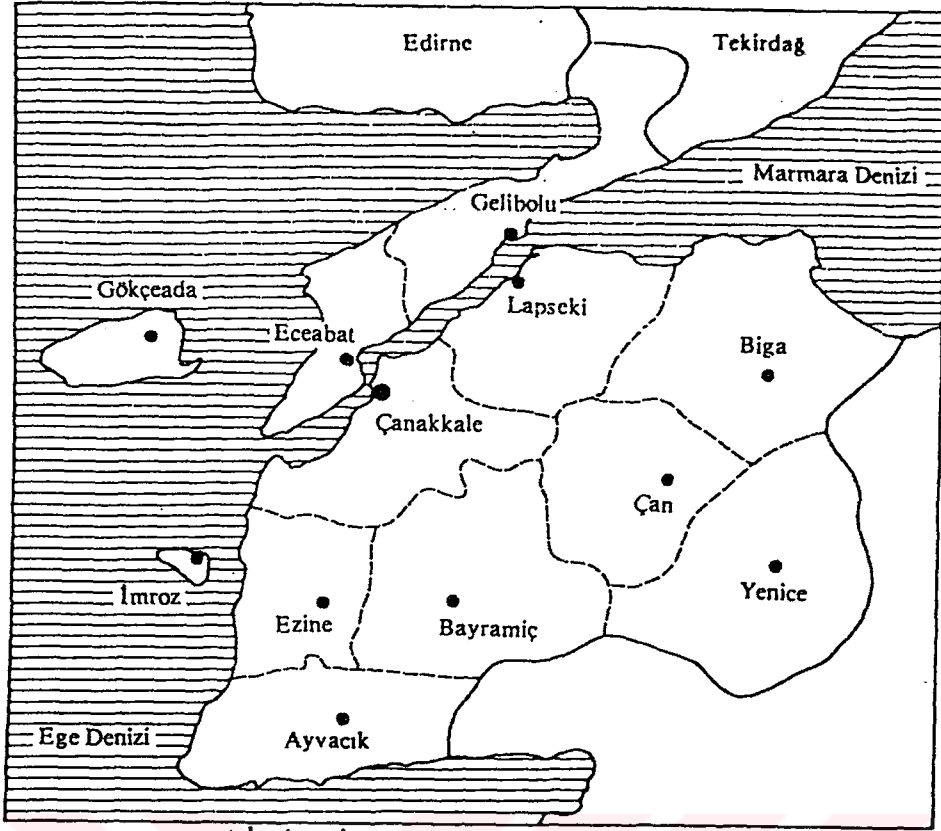 Edirne
Tekirdağ
Marmara Denizi
Gelibolu
Gökçeada
Lapseki
Eceabat
Biga
Çanakkale
Çan
İmroz
Ezine
Bayramiç
Yenice
Ege Denizi
Ayvacık